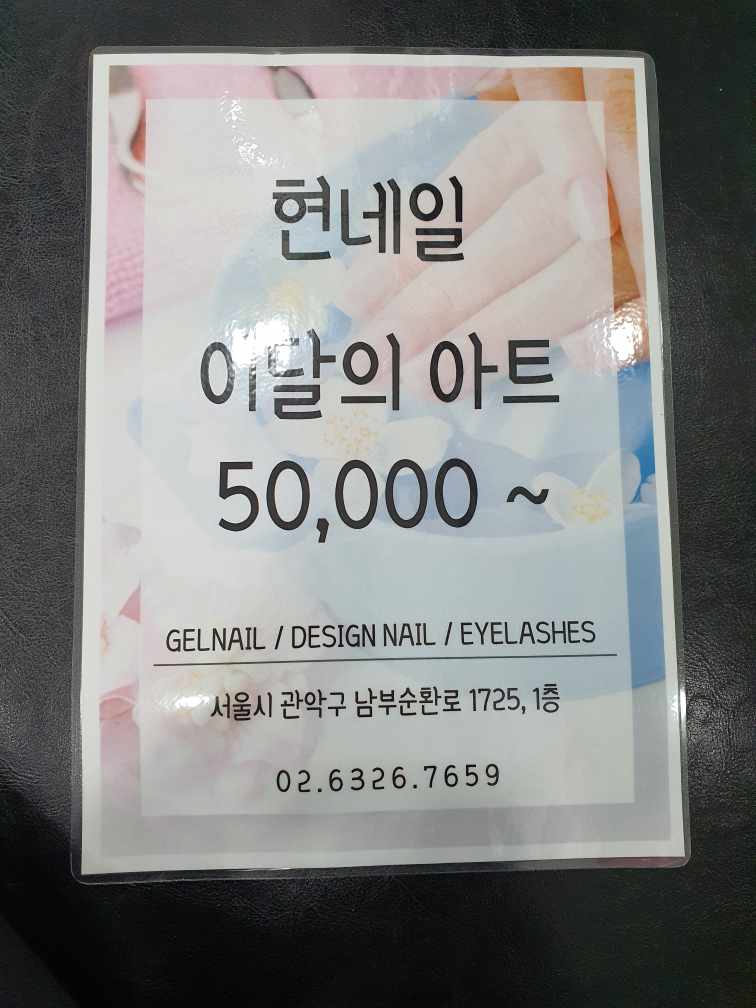 현네일
이달의 아트
50,000 ~
GELNAIL / DESIGN NAIL / EYELASHES
서울시 관악구 남부순환로 1725, 1층
02.6326.7659